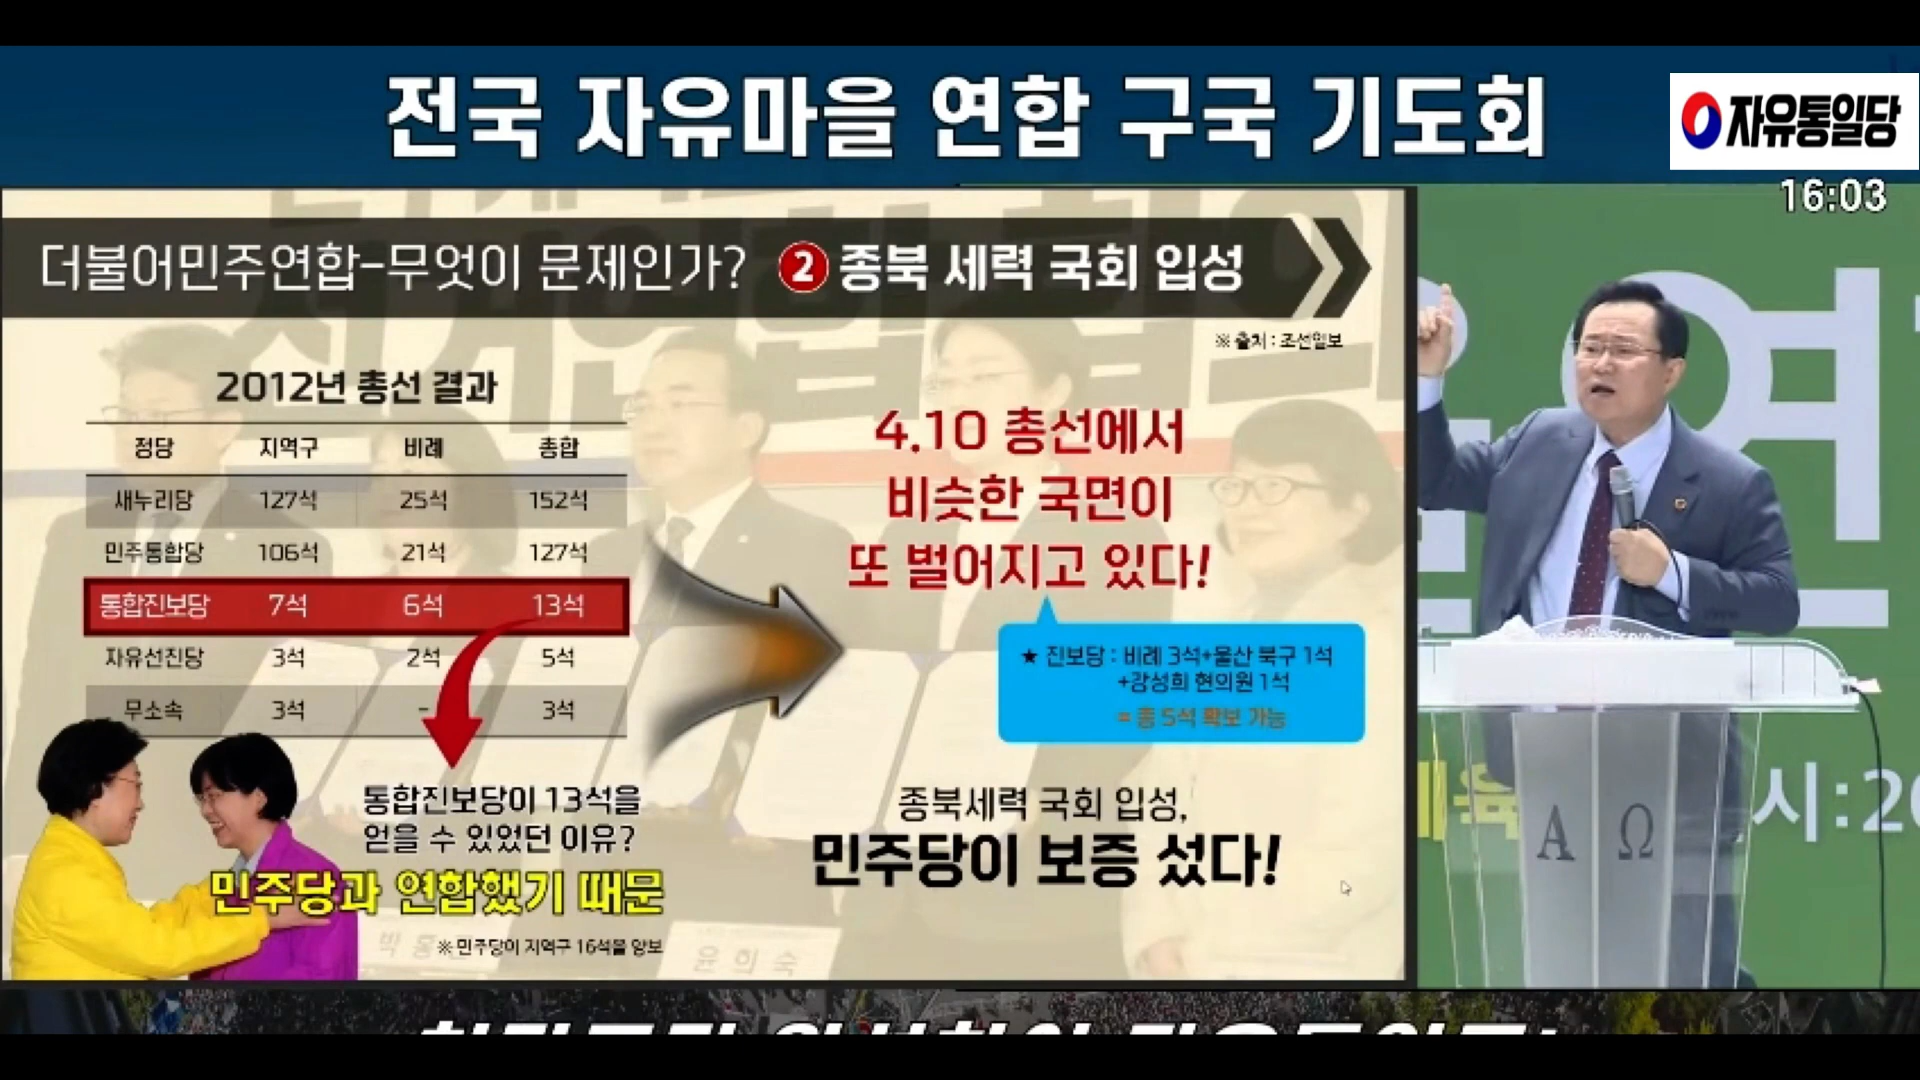 전국 자유마을 연합 구국 기도회
자유통일당
16:03
더불어민주연합-무엇이 문제인가? ② 종북 세력 국회 입성
※ 출처 : 조선일보
2012년 총선 결과
정당 지역구 비례 총합
새누리당 127석 25석 152석
민주통합당 106석 21석 127석
통합진보당 7석 6석 13석
자유선진당 3석 2석 5석
무소속 3석 - 3석
통합진보당이 13석을
얻을 수 있었던 이유?
민주당과 연합했기 때문
※ 민주당이 지역구 16석을 양보
4.10 총선에서
비슷한 국면이
또 벌어지고 있다!
★ 진보당 : 비례 3석+울산 북구 1석
+강성희 현의원 1석
= 총 5석 확보 가능
종북세력 국회 입성,
민주당이 보증 섰다!
윤희숙
연
시:20
Α Ω